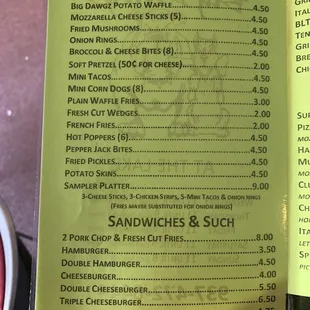 BIG DAWGZ POTATO WAFFLE 4.50
MOZZARELLA CHEESE STICKS (5) 4.50
FRIED MUSHROOMS 4.50
ONION RINGS 4.50
BROCCOLI & CHEESE BITES (8) 4.50
SOFT PRETZEL (50¢ FOR CHEESE) 2.00
MINI TACOS 4.50
MINI CORN DOGS (8) 4.50
PLAIN WAFFLE FRIES 3.00
FRESH CUT WEDGES 2.00
FRENCH FRIES 2.00
HOT POPPERS (6) 4.50
PEPPER JACK BITES 4.50
FRIED PICKLES 4.50
POTATO SKINS 4.50
SAMPLER PLATTER 9.00
3-CHEESE STICKS, 3-CHICKEN STRIPS, 5-MINI TACOS & ONION RINGS
(FRIES MAYBE SUBSTITUTED FOR ONION RINGS)
SANDWICHES & SUCH
2 PORK CHOP & FRESH CUT FRIES 8.00
HAMBURGER 3.50
DOUBLE HAMBURGER 4.50
CHEESEBURGER 4.00
DOUBLE CHEESEBURGER 5.50
TRIPLE CHEESEBURGER 6.50